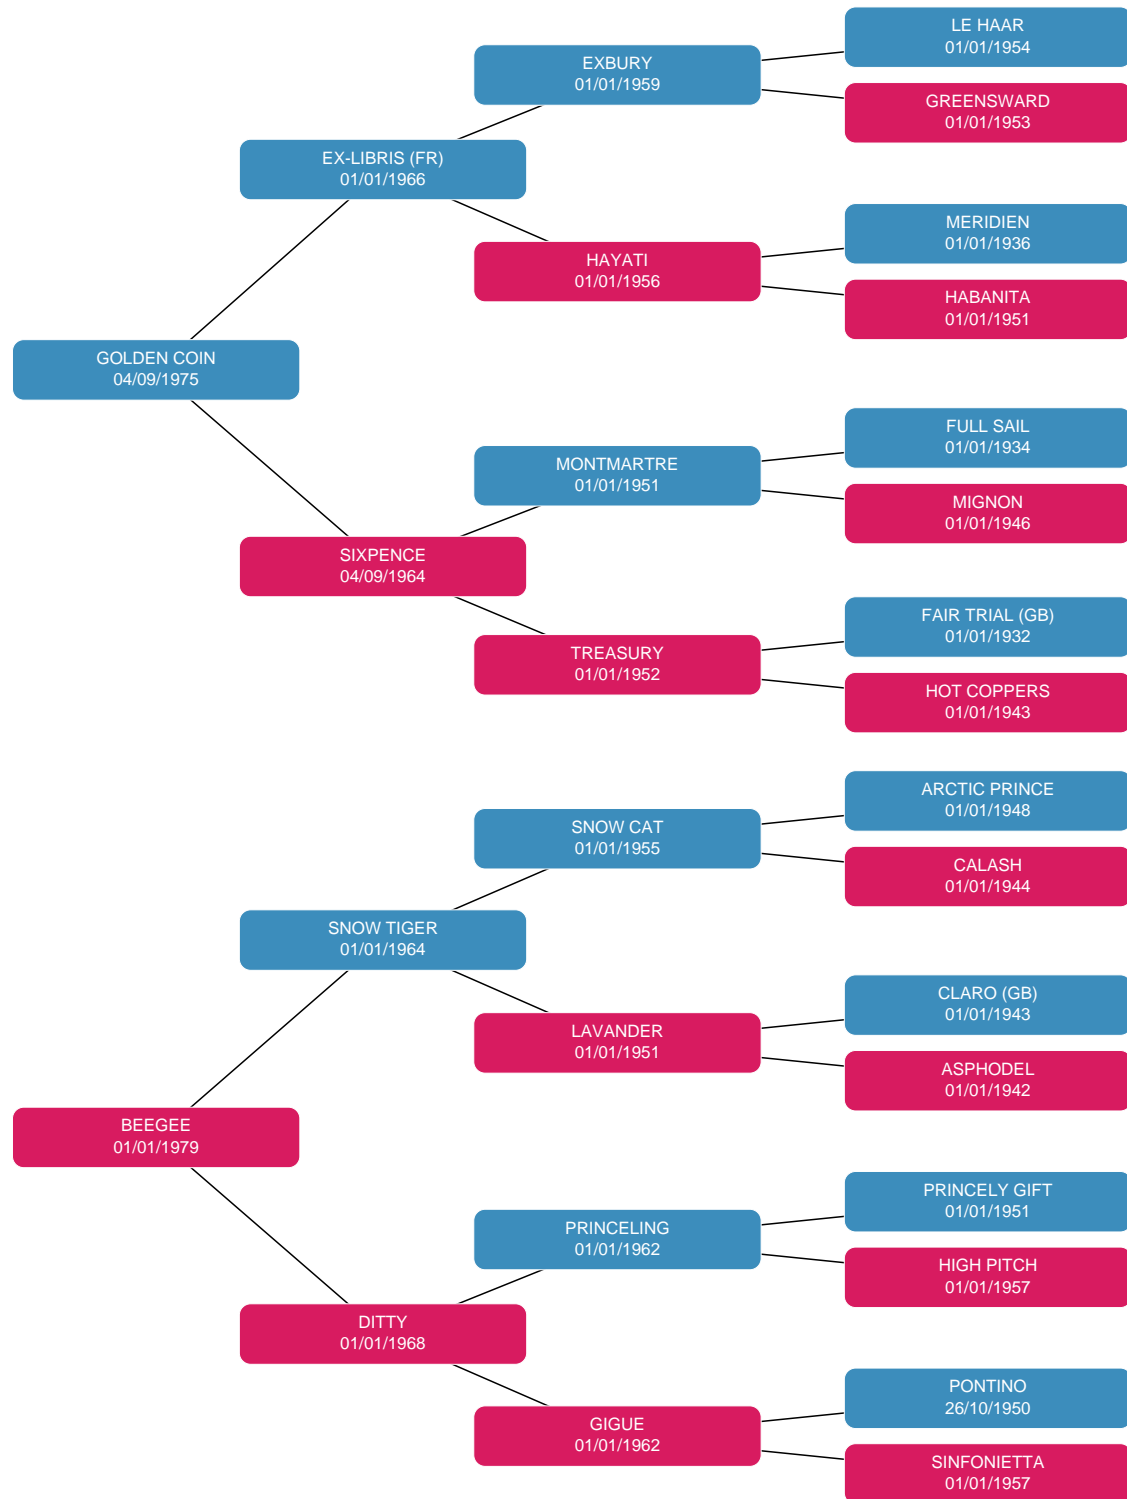 LE HAAR
01/01/1954
EXBURY
01/01/1959
GREENSWARD
01/01/1953
EX-LIBRIS (FR)
01/01/1966
MERIDIEN
01/01/1936
HAYATI
01/01/1956
HABANITA
01/01/1951
GOLDEN COIN
04/09/1975
FULL SAIL
01/01/1934
MONTMARTRE
01/01/1951
MIGNON
01/01/1946
SIXPENCE
04/09/1964
FAIR TRIAL (GB)
01/01/1932
TREASURY
01/01/1952
HOT COPPERS
01/01/1943
ARCTIC PRINCE
01/01/1948
SNOW CAT
01/01/1955
CALASH
01/01/1944
SNOW TIGER
01/01/1964
CLARO (GB)
01/01/1943
LAVANDER
01/01/1951
ASPHODEL
01/01/1942
BEEGEE
01/01/1979
PRINCELY GIFT
01/01/1951
PRINCELING
01/01/1962
HIGH PITCH
01/01/1957
DITTY
01/01/1968
PONTINO
26/10/1950
GIGUE
01/01/1962
SINFONIETTA
01/01/1957